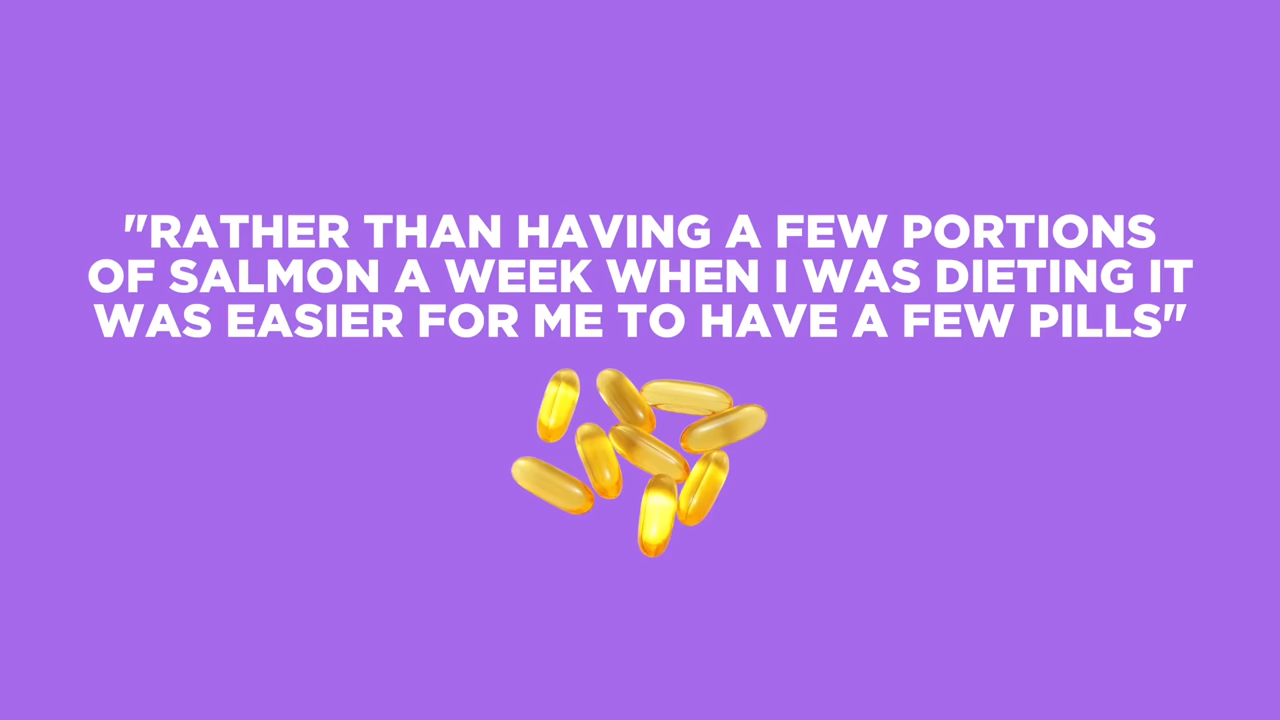 "RATHER THAN HAVING A FEW PORTIONS
OF SALMON A WEEK WHEN I WAS DIETING IT
WAS EASIER FOR ME TO HAVE A FEW PILLS"